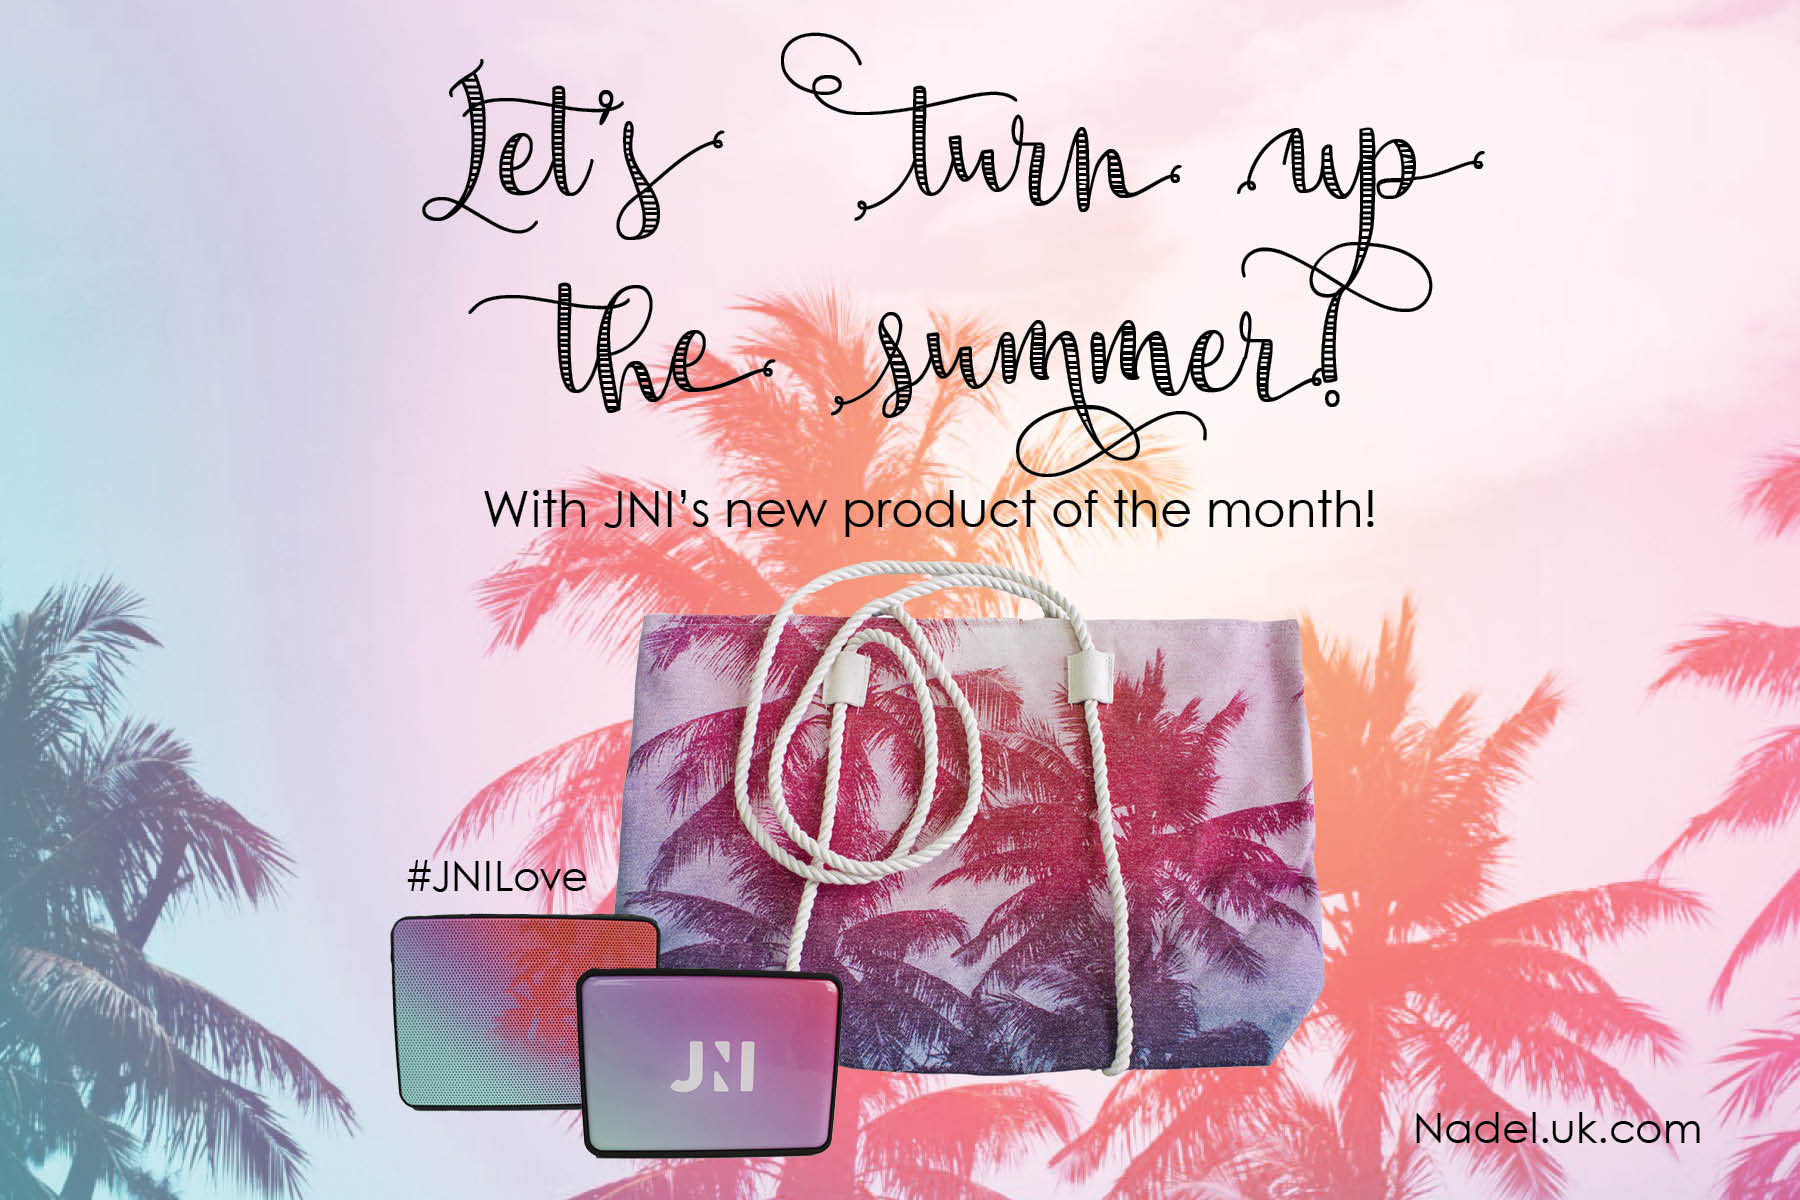 Let's turn up
the summer!
With JNI’s new product of the month!
#JNILove
JNI
Nadel.uk.com